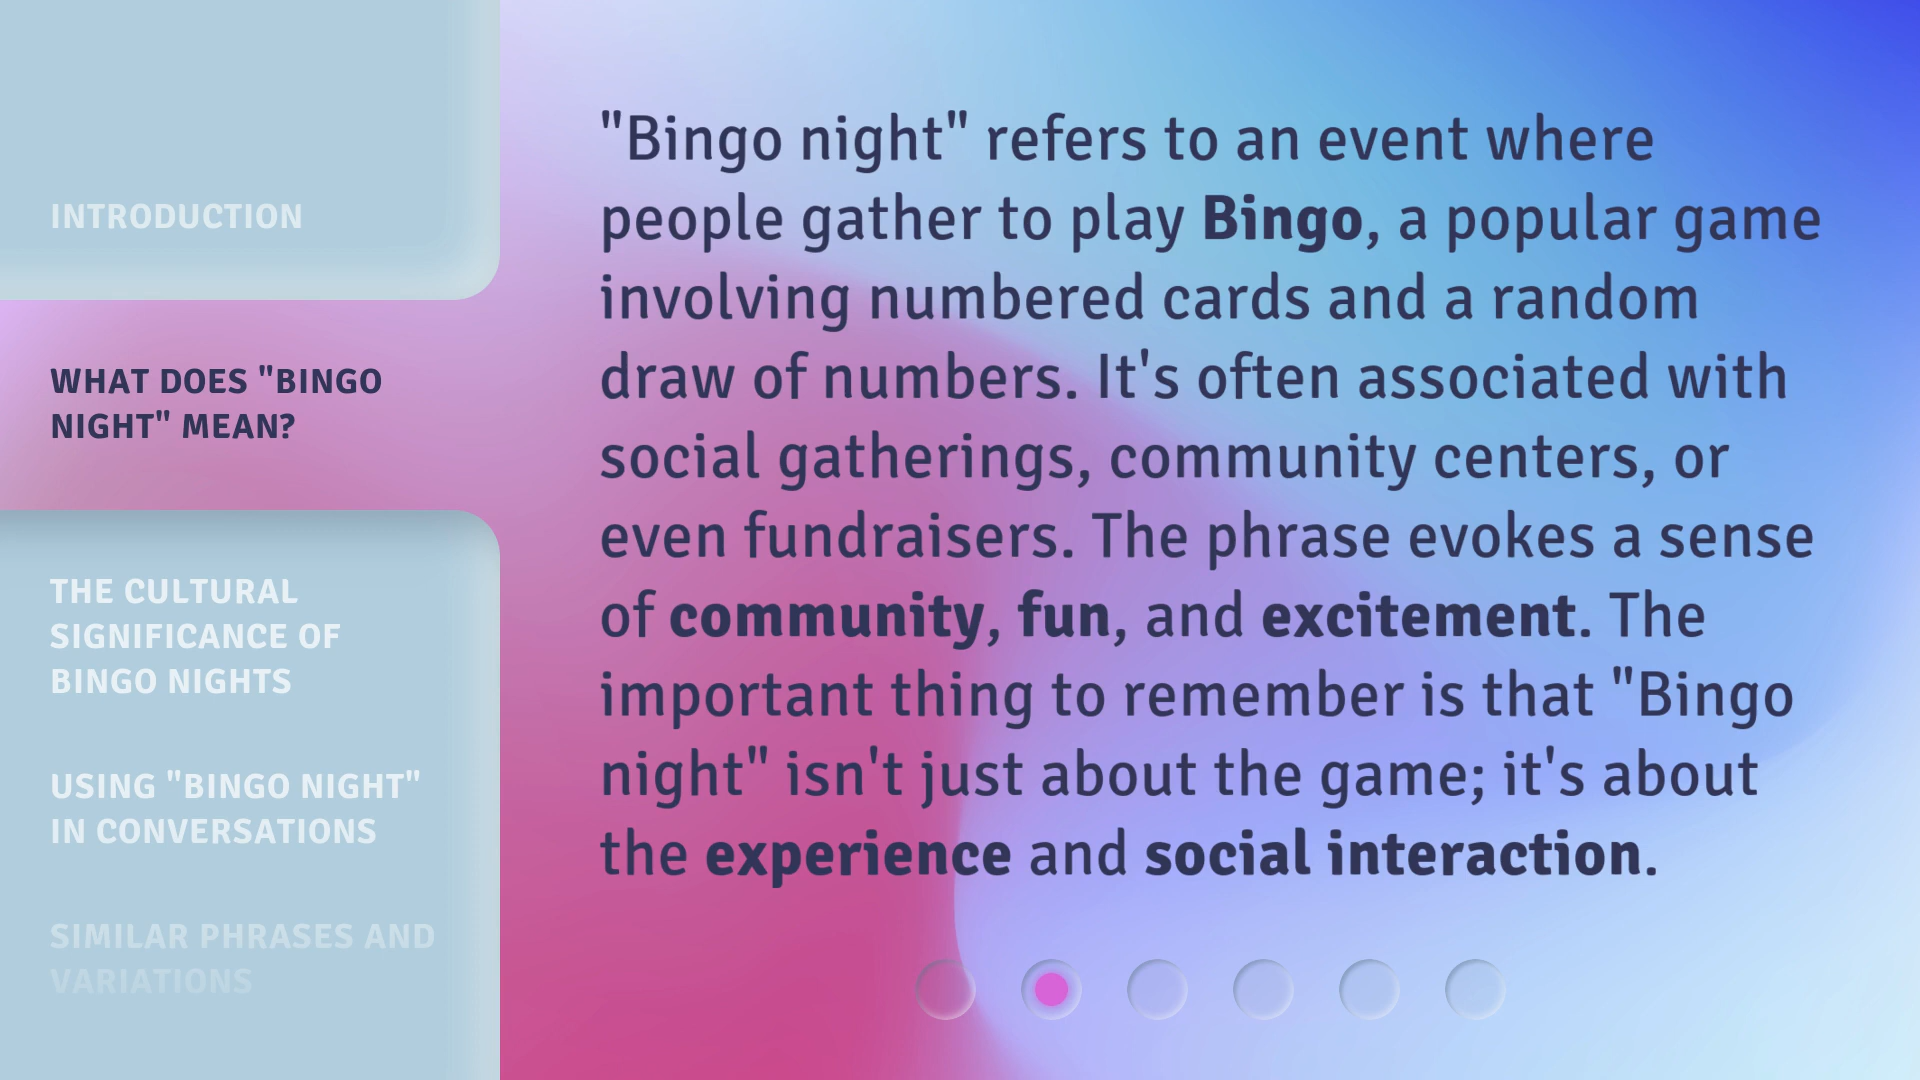 INTRODUCTION
WHAT DOES "BINGO
NIGHT" MEAN?
THE CULTURAL
SIGNIFICANCE OF
BINGO NIGHTS
USING "BINGO NIGHT"
IN CONVERSATIONS
SIMILAR PHRASES AND
VARIATIONS
"Bingo night" refers to an event where
people gather to play Bingo, a popular game
involving numbered cards and a random
draw of numbers. It's often associated with
social gatherings, community centers, or
even fundraisers. The phrase evokes a sense
of community, fun, and excitement. The
important thing to remember is that "Bingo
night" isn't just about the game; it's about
the experience and social interaction.